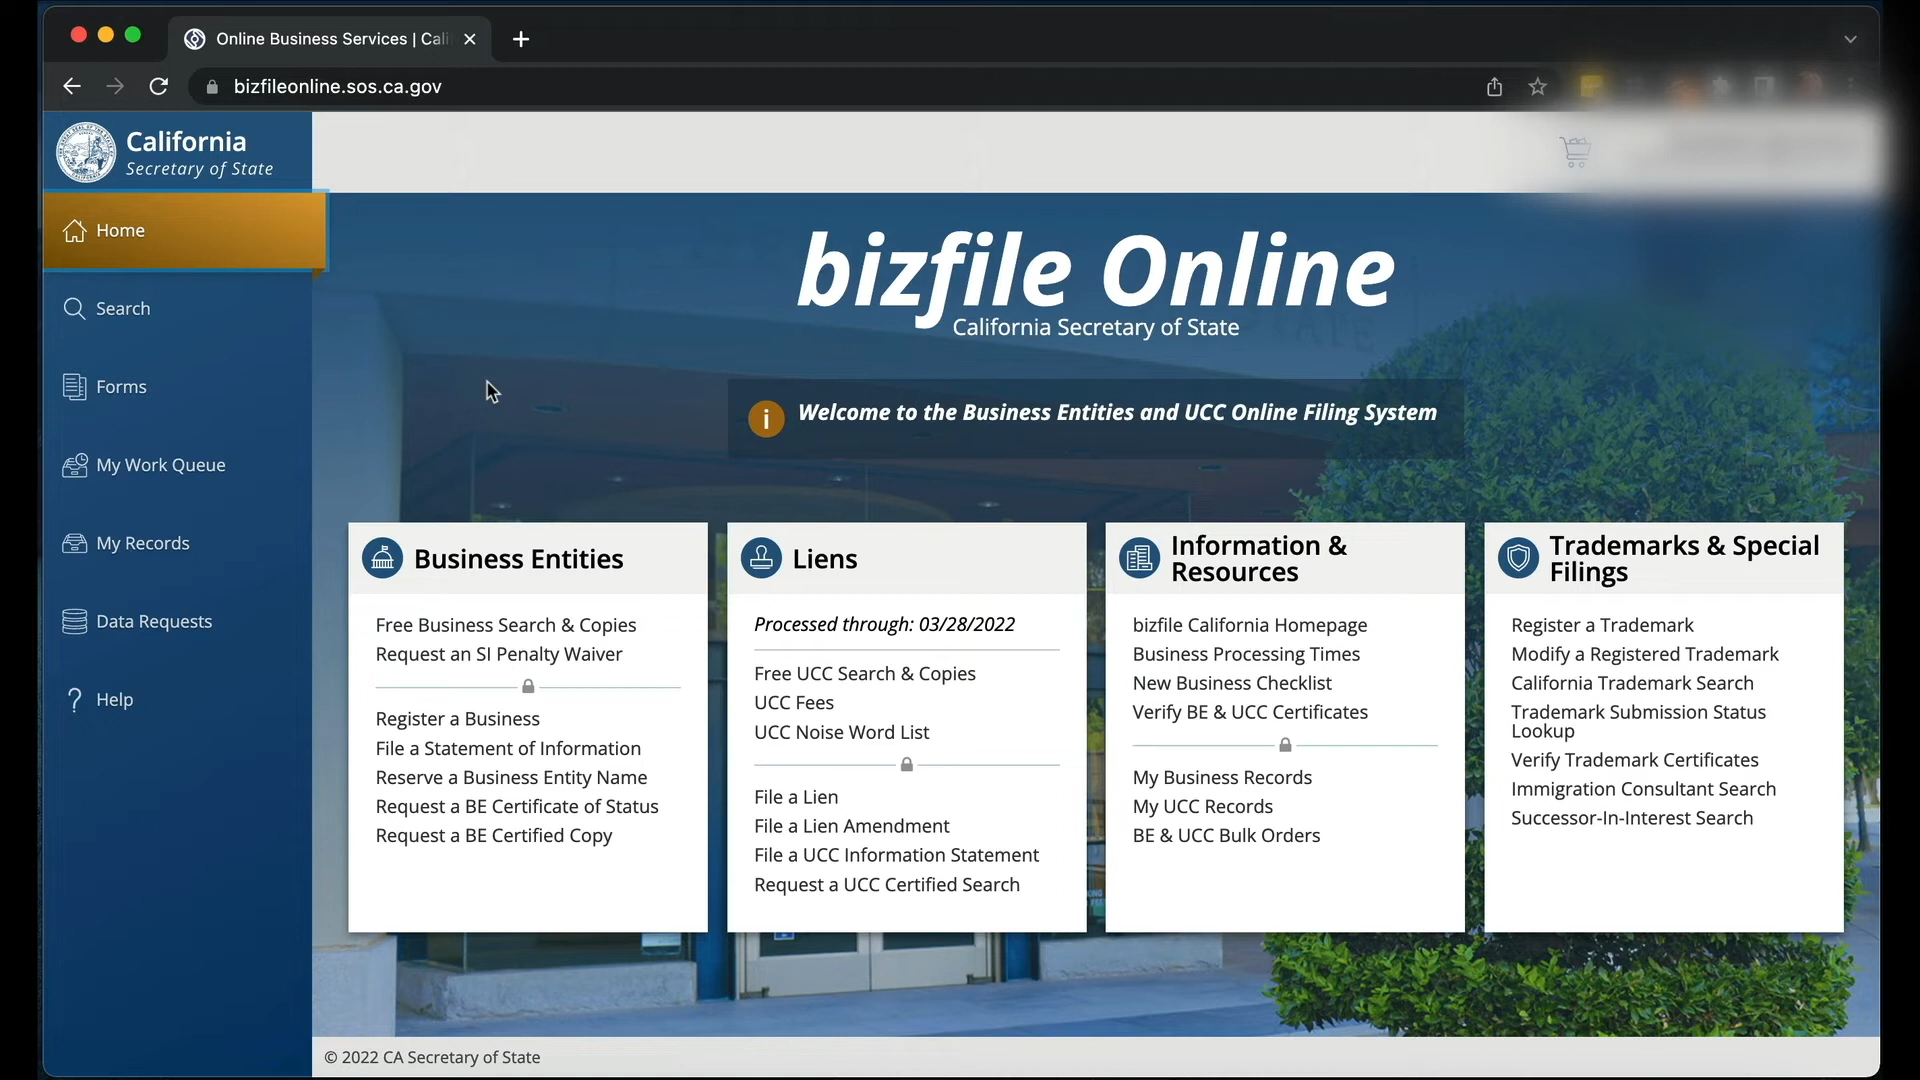 Online Business Services | Cali
bizfileonline.sos.ca.gov
California
Secretary of State
Home
Search
Forms
My Work Queue
My Records
Data Requests
Help
bizfile Online
California Secretary of State
i
Welcome to the Business Entities and UCC Online Filing System
Business Entities
Free Business Search & Copies
Request an SI Penalty Waiver
Register a Business
File a Statement of Information
Reserve a Business Entity Name
Request a BE Certificate of Status
Request a BE Certified Copy
Liens
Processed through: 03/28/2022
Free UCC Search & Copies
UCC Fees
UCC Noise Word List
File a Lien
File a Lien Amendment
File a UCC Information Statement
Request a UCC Certified Search
Information &
Resources
bizfile California Homepage
Business Processing Times
New Business Checklist
Verify BE & UCC Certificates
My Business Records
My UCC Records
BE & UCC Bulk Orders
Trademarks & Special
Filings
Register a Trademark
Modify a Registered Trademark
California Trademark Search
Trademark Submission Status
Lookup
Verify Trademark Certificates
Immigration Consultant Search
Successor-In-Interest Search
© 2022 CA Secretary of State